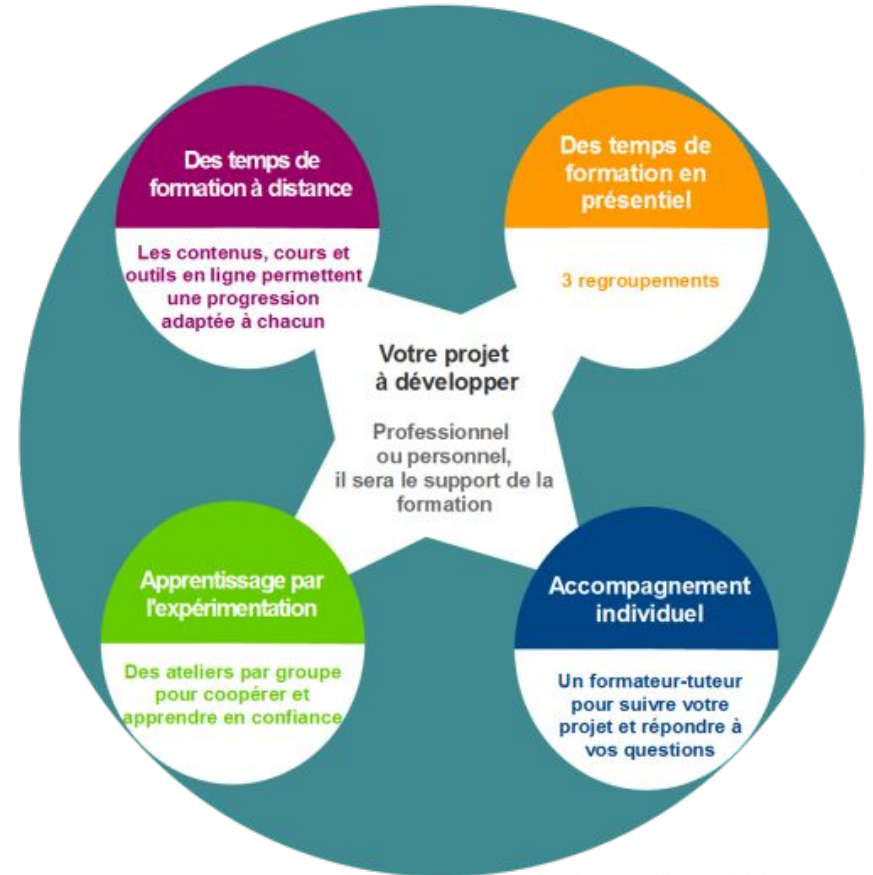 Des temps de
formation à distance
Les contenus, cours et
outils en ligne permettent
une progression
adaptée à chacun
Des temps de
formation en
présentiel
3 regroupements
Votre projet
à développer
Professionnel
ou personnel,
il sera le support de la
formation
Apprentissage par
l'expérimentation
Des ateliers par groupe
pour coopérer et
apprendre en confiance
Accompagnement
individuel
Un formateur-tuteur
pour suivre votre
projet et répondre à
vos questions